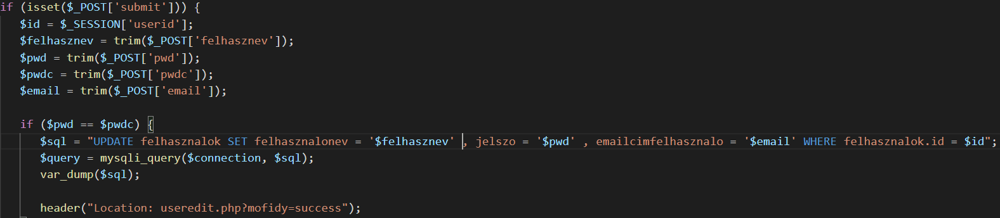 if (isset($_POST['submit'])) {
$id = $_SESSION['userid'];
$felhasznev = trim($_POST['felhasznev']);
$pwd = trim($_POST['pwd']);
$pwdc = trim($_POST['pwdc']);
$email = trim($_POST['email']);
if ($pwd == $pwdc) {
$sql = "UPDATE felhasznalok SET felhasznalonev = '$felhasznev' , jelszo = '$pwd' , emailcimfelhasznalo = '$email' WHERE felhasznalok.id = $id";
$query = mysqli_query($connection, $sql);
var_dump($sql);
header("Location: useredit.php?mofidy=success");